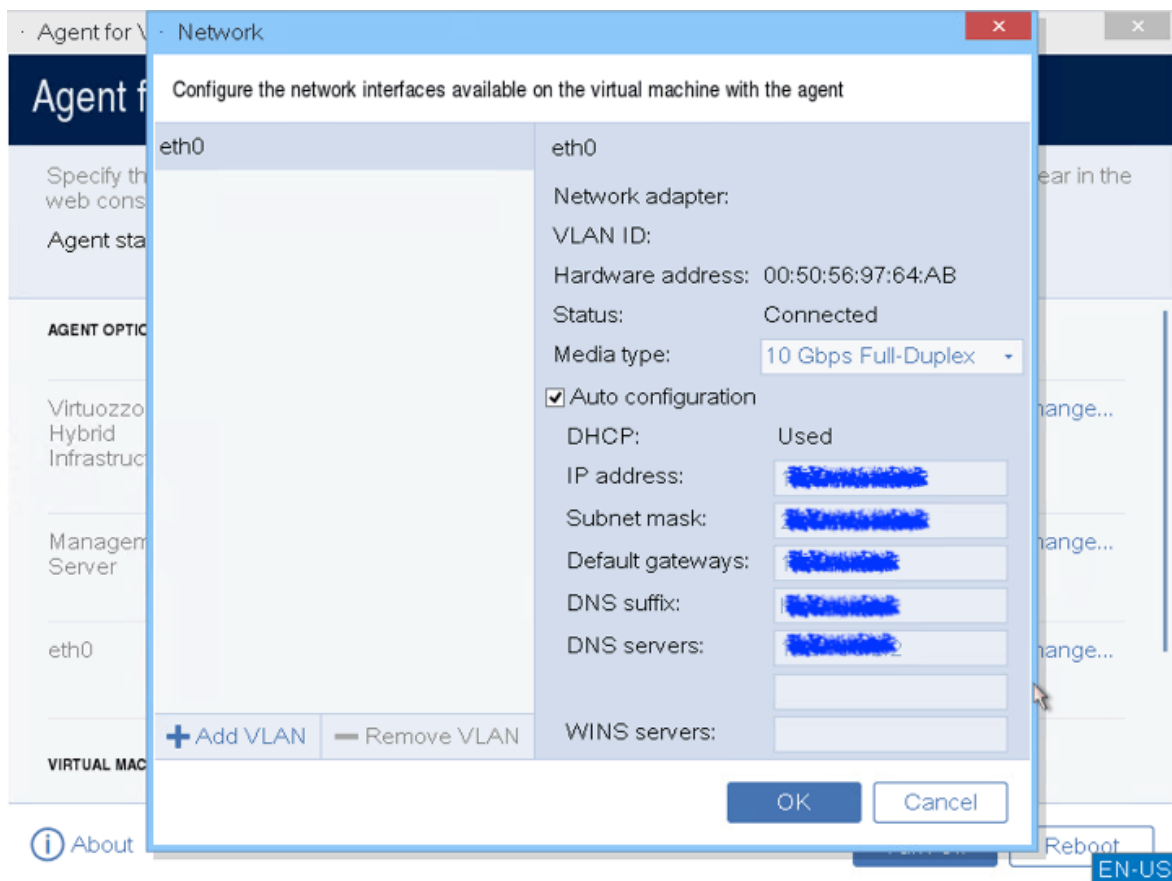 Agent for V
Network
Agent f
Configure the network interfaces available on the virtual machine with the agent
eth0
eth0
Specify th
ear in the
web cons
Network adapter:
VLAN ID:
Agent sta
Hardware address: 00:50:56:97:64:AB
Status: Connected
AGENT OPTIO
Media type: 10 Gbps Full-Duplex
Auto configuration
Virtuozzo
Hybrid
Infrastruc
hange...
DHCP: Used
IP address:
Subnet mask:
Managem
Server
hange...
Default gateways:
DNS suffix:
DNS servers:
eth0
hange...
WINS servers:
Add VLAN
Remove VLAN
VIRTUAL MAC
OK
Cancel
About
Reboot
EN-US